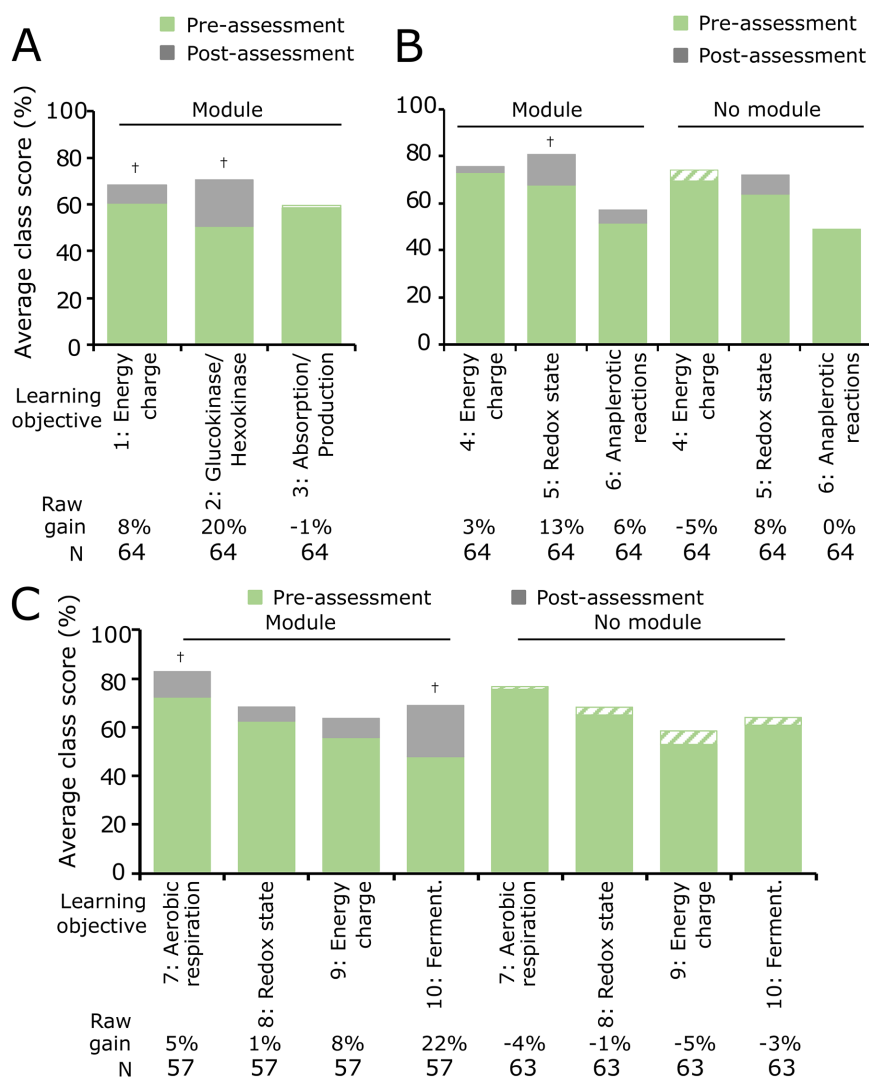 A
Pre-assessment
Post-assessment
Module
Average class score (%)
100
80
60
40
20
0
†
†
Learning objective
1: Energy charge
2: Glucokinase/ Hexokinase
3: Absorption/ Production
Raw gain 8% 20% -1%
N 64 64 64
B
Pre-assessment
Post-assessment
Module
No module
100
80
60
40
20
0
†
4: Energy charge
5: Redox state
6: Anaplerotic reactions
4: Energy charge
5: Redox state
6: Anaplerotic reactions
3% 13% 6% -5% 8% 0%
64 64 64 64 64 64
C
Pre-assessment
Post-assessment
Module
No module
Average class score (%)
100
80
60
40
20
0
†
†
Learning objective
7: Aerobic respiration
8: Redox state
9: Energy charge
10: Ferment.
7: Aerobic respiration
8: Redox state
9: Energy charge
10: Ferment.
Raw gain 5% 1% 8% 22% -4% -1% -5% -3%
N 57 57 57 57 63 63 63 63